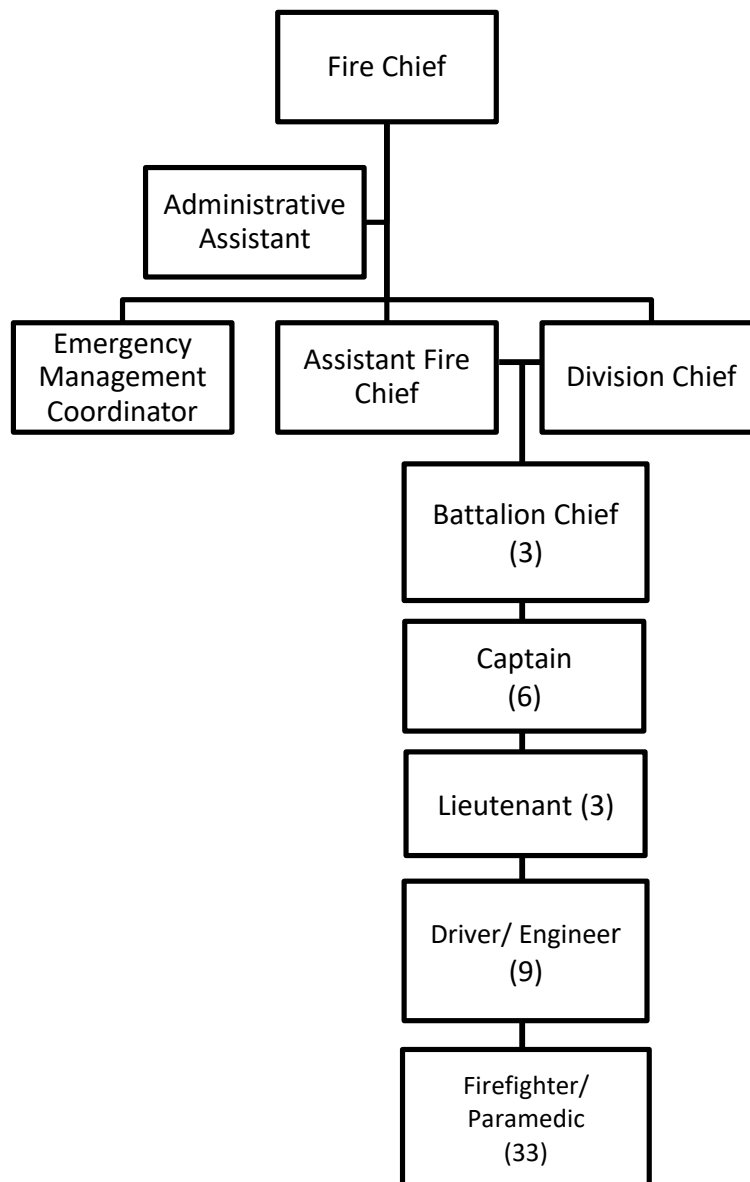 Fire Chief
Administrative
Assistant
Emergency
Management
Coordinator
Assistant Fire
Chief
Division Chief
Battalion Chief
(3)
Captain
(6)
Lieutenant (3)
Driver/ Engineer
(9)
Firefighter/
Paramedic
(33)